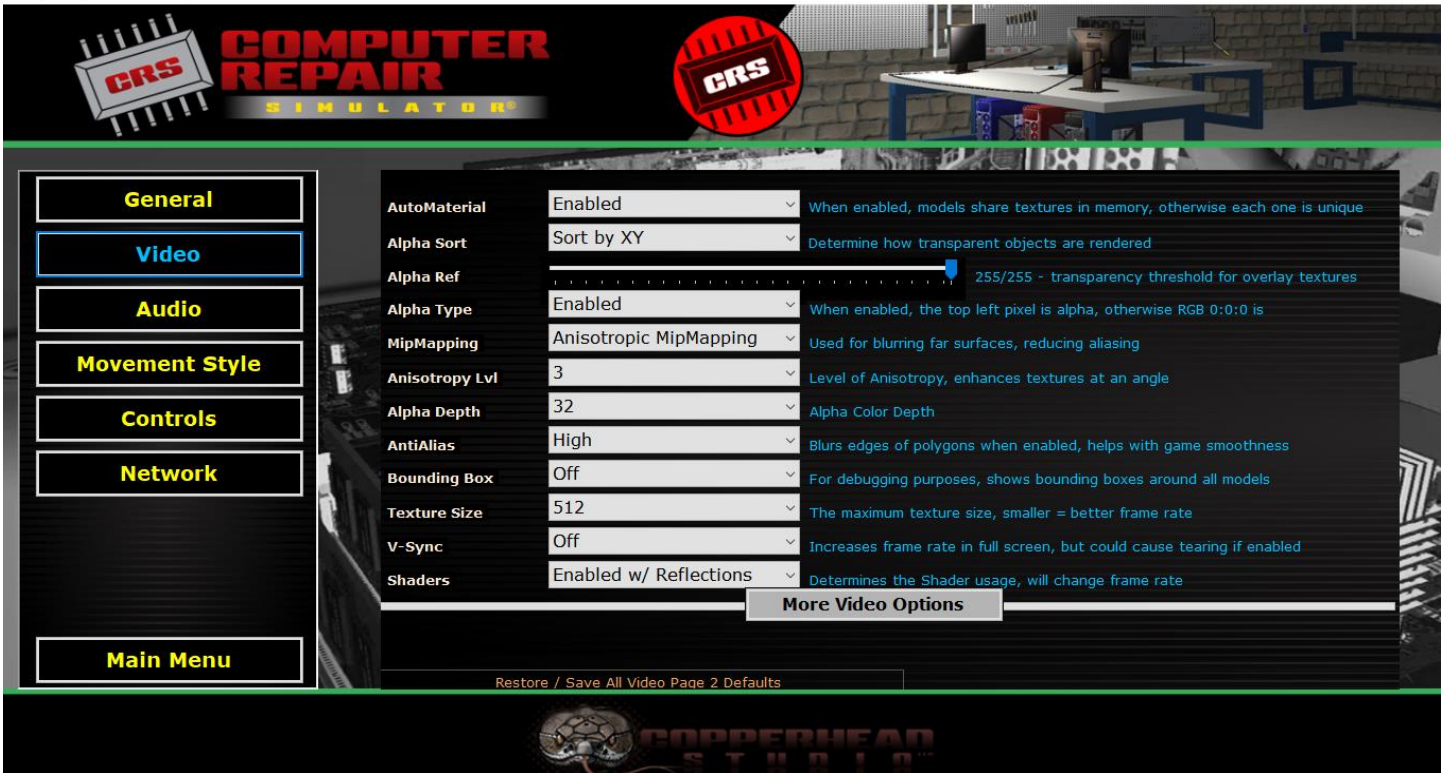 CRS
COMPUTER
REPAIR
SIMULATOR®
CRS
General
Video
Audio
Movement Style
Controls
Network
Main Menu
AutoMaterial Enabled When enabled, models share textures in memory, otherwise each one is unique
Alpha Sort Sort by XY Determine how transparent objects are rendered
Alpha Ref 255/255 - transparency threshold for overlay textures
Alpha Type Enabled When enabled, the top left pixel is alpha, otherwise RGB 0:0:0 is
MipMapping Anisotropic MipMapping Used for blurring far surfaces, reducing aliasing
Anisotropy Lvl 3 Level of Anisotropy, enhances textures at an angle
Alpha Depth 32 Alpha Color Depth
AntiAlias High Blurs edges of polygons when enabled, helps with game smoothness
Bounding Box Off For debugging purposes, shows bounding boxes around all models
Texture Size 512 The maximum texture size, smaller = better frame rate
V-Sync Off Increases frame rate in full screen, but could cause tearing if enabled
Shaders Enabled w/ Reflections Determines the Shader usage, will change frame rate
More Video Options
Restore / Save All Video Page 2 Defaults
COPPERHEAD
STUDIO